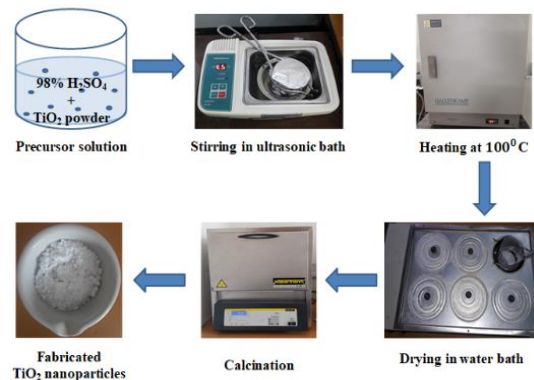 98% H₂SO₄
+
TiO₂ powder
Precursor solution
Stirring in ultrasonic bath
Heating at 100⁰ C
Drying in water bath
Calcination
Fabricated
TiO₂ nanoparticles